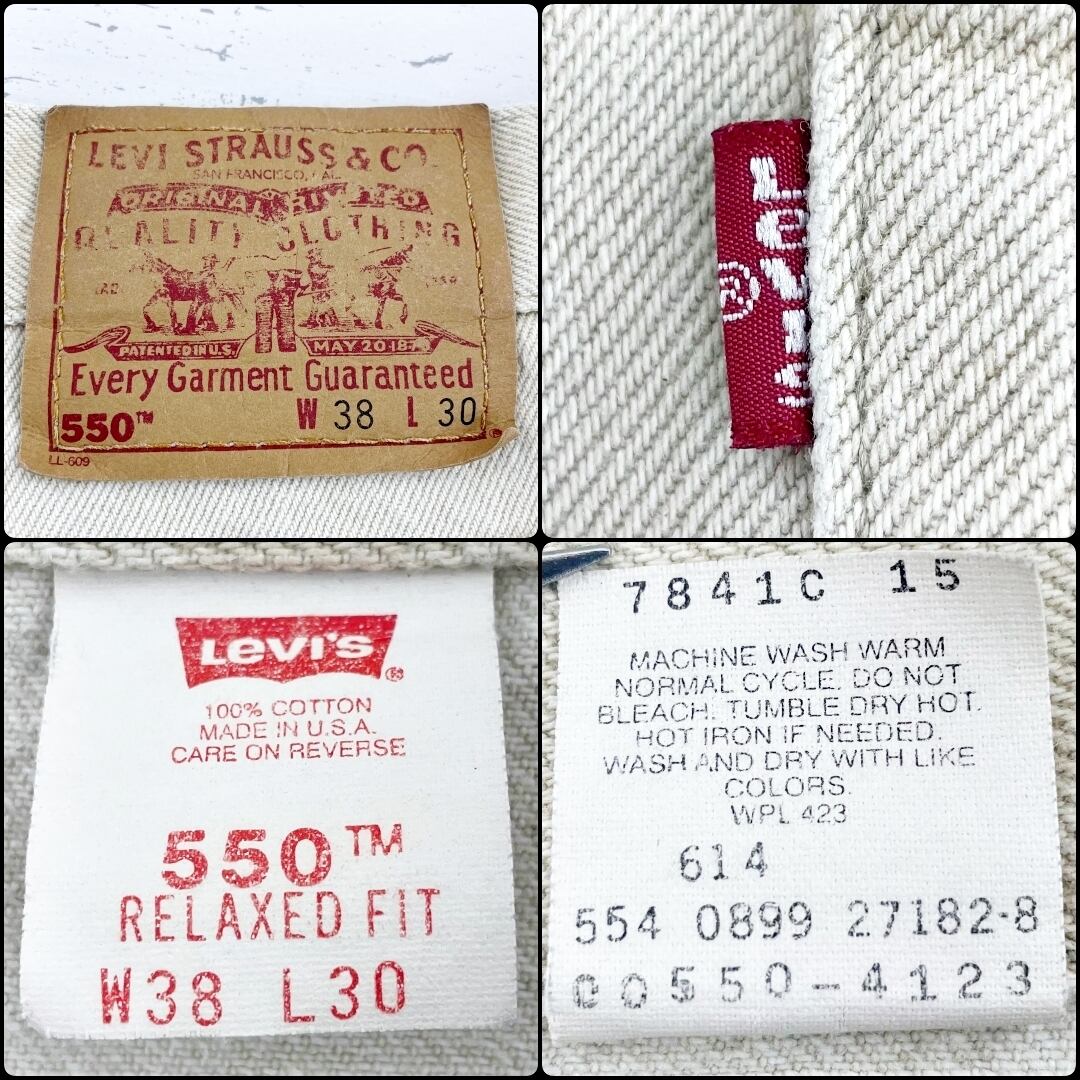 LEVI STRAUSS & CO.
SAN FRANCISCO, CAL.
ORIGINAL RIVETED
QUALITY CLOTHING
PATENTED IN U.S. MAY 20 187
Every Garment Guaranteed
550™ W 38 L 30
LL-609
Levi's
®
Levi's ®
100% COTTON
MADE IN U.S.A.
CARE ON REVERSE
550™
RELAXED FIT
W38 L30
7841C 15
MACHINE WASH WARM
NORMAL CYCLE. DO NOT
BLEACH. TUMBLE DRY HOT.
HOT IRON IF NEEDED.
WASH AND DRY WITH LIKE
COLORS.
WPL 423
614
554 0899 27182-8
00550-4123